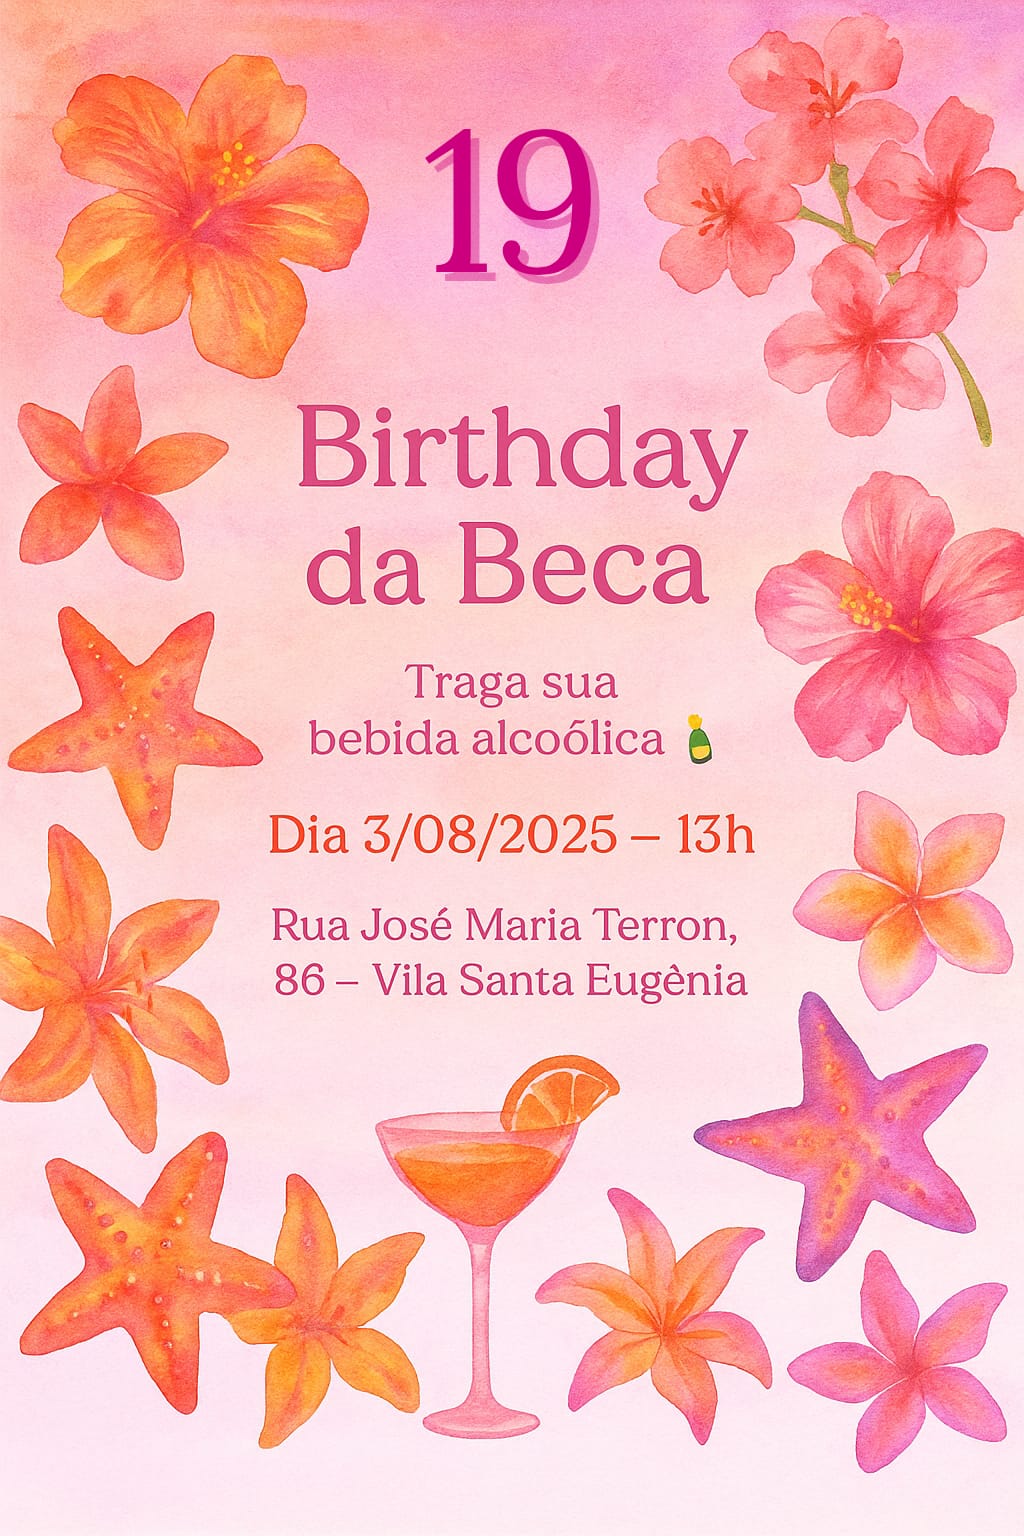 19
Birthday
da Beca
Traga sua
bebida alcoólica 🍾
Dia 3/08/2025 – 13h
Rua José Maria Terron,
86 – Vila Santa Eugènia